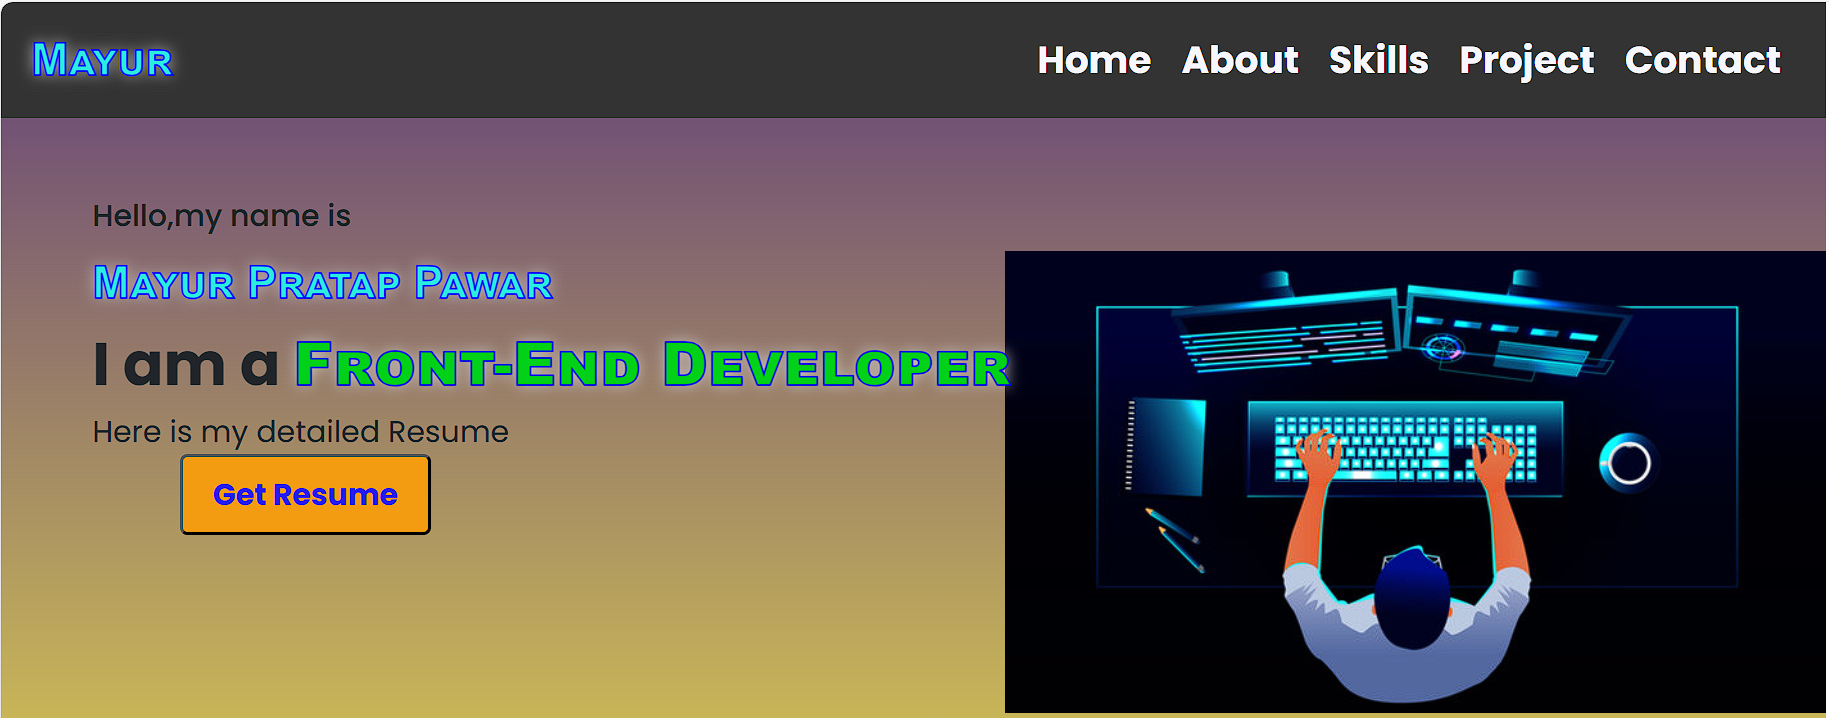 Mayur
Home About Skills Project Contact
Hello,my name is
Mayur Pratap Pawar
I am a Front-End Developer
Here is my detailed Resume
Get Resume